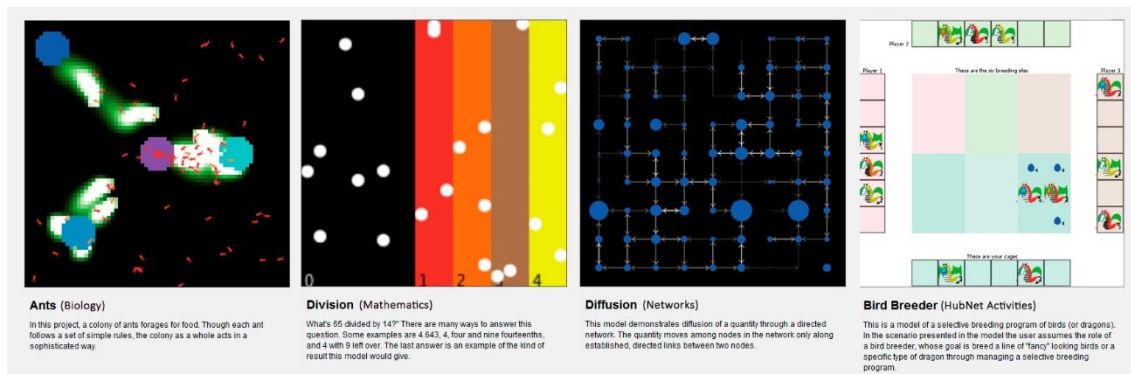 Player 2
These are the six breeding sites
Player 1
Player 3
0
1
2
3
4
These are your cages
Ants (Biology)
In this project, a colony of ants forages for food. Though each ant
follows a set of simple rules, the colony as a whole acts in a
sophisticated way.
Division (Mathematics)
What's 65 divided by 14?" There are many ways to answer this
question. Some examples are 4.643, 4, four and nine fourteenths,
and 4 with 9 left over. The last answer is an example of the kind of
result this model would give.
Diffusion (Networks)
This model demonstrates diffusion of a quantity through a directed
network. The quantity moves among nodes in the network only along
established, directed links between two nodes.
Bird Breeder (HubNet Activities)
This is a model of a selective breeding program of birds (or dragons).
In the scenario presented in the model the user assumes the role of
a bird breeder, whose goal is breed a line of "fancy" looking birds or a
specific type of dragon through managing a selective breeding
program.